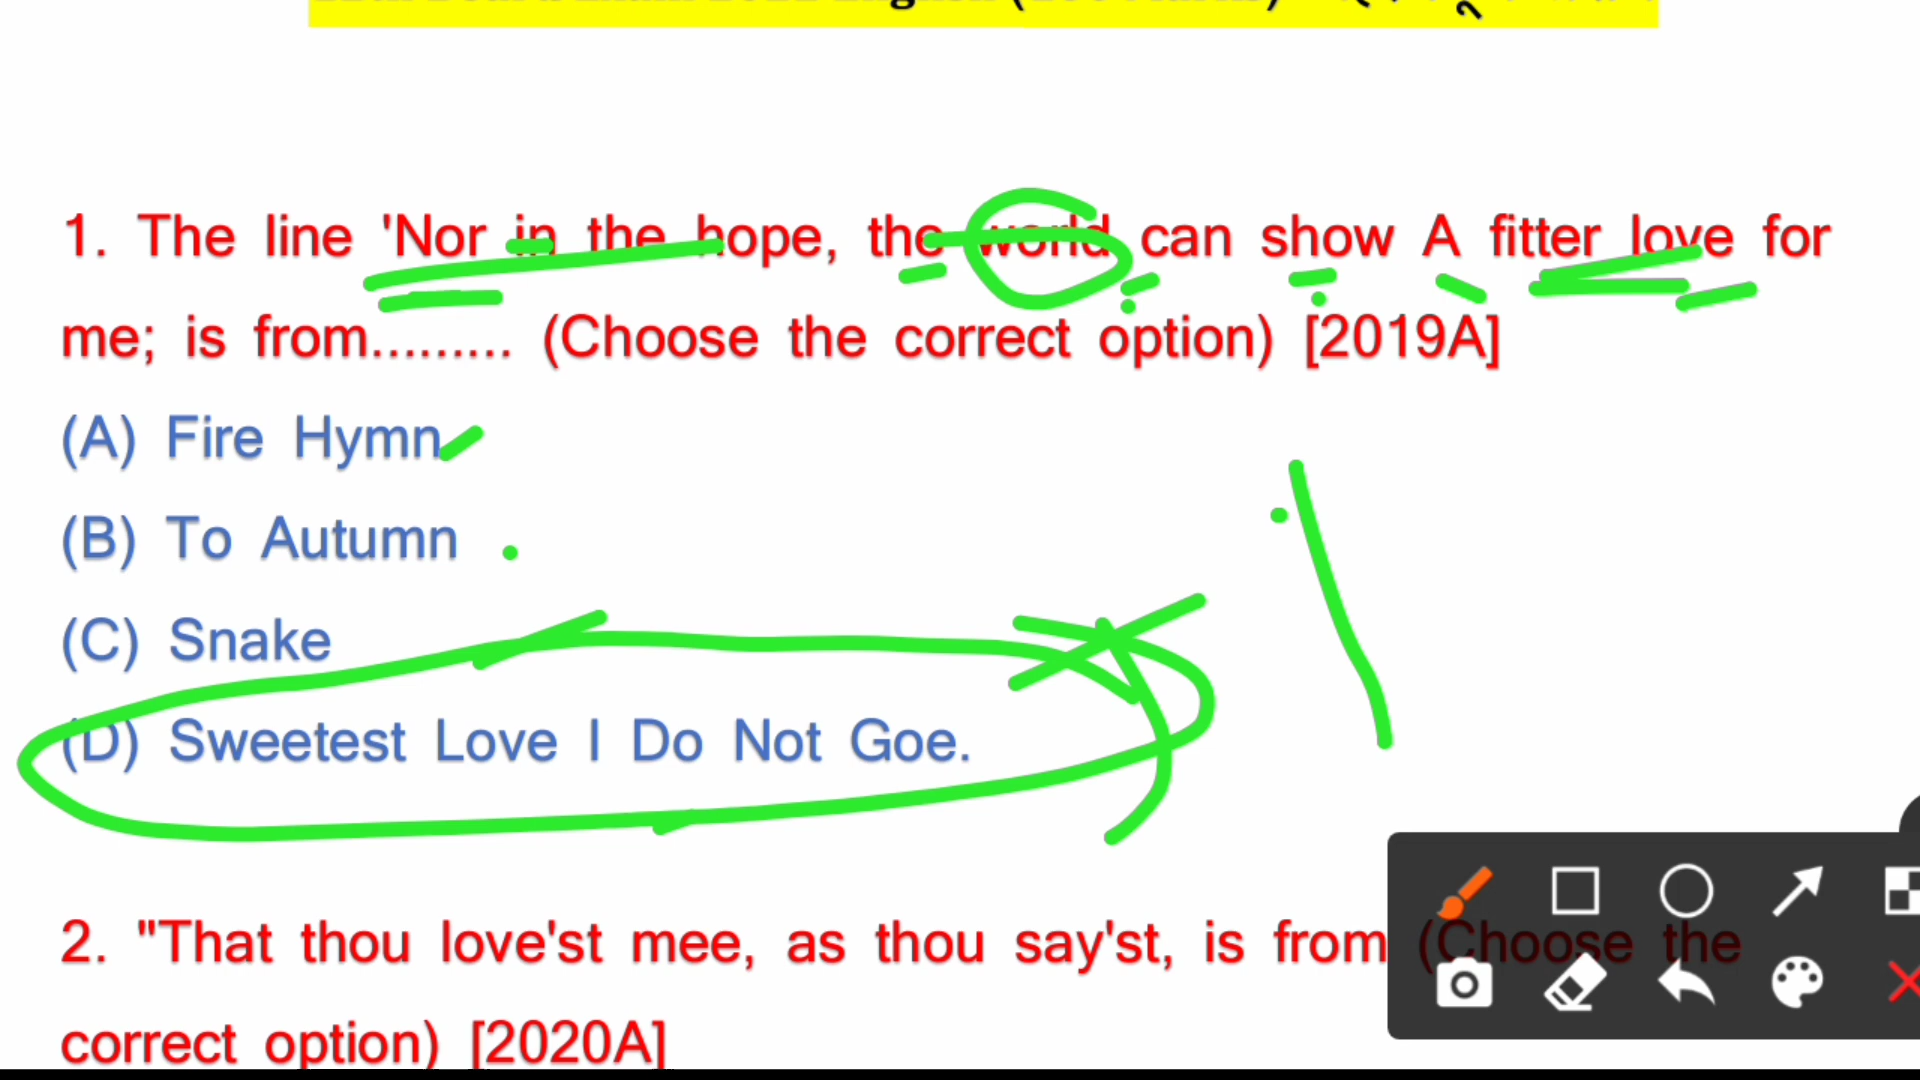 1. The line 'Nor in the hope, the world can show A fitter love for
me; is from......... (Choose the correct option) [2019A]
(A) Fire Hymn
(B) To Autumn
(C) Snake
(D) Sweetest Love I Do Not Goe.
2. "That thou love'st mee, as thou say'st, is from (Choose the
correct option) [2020A]